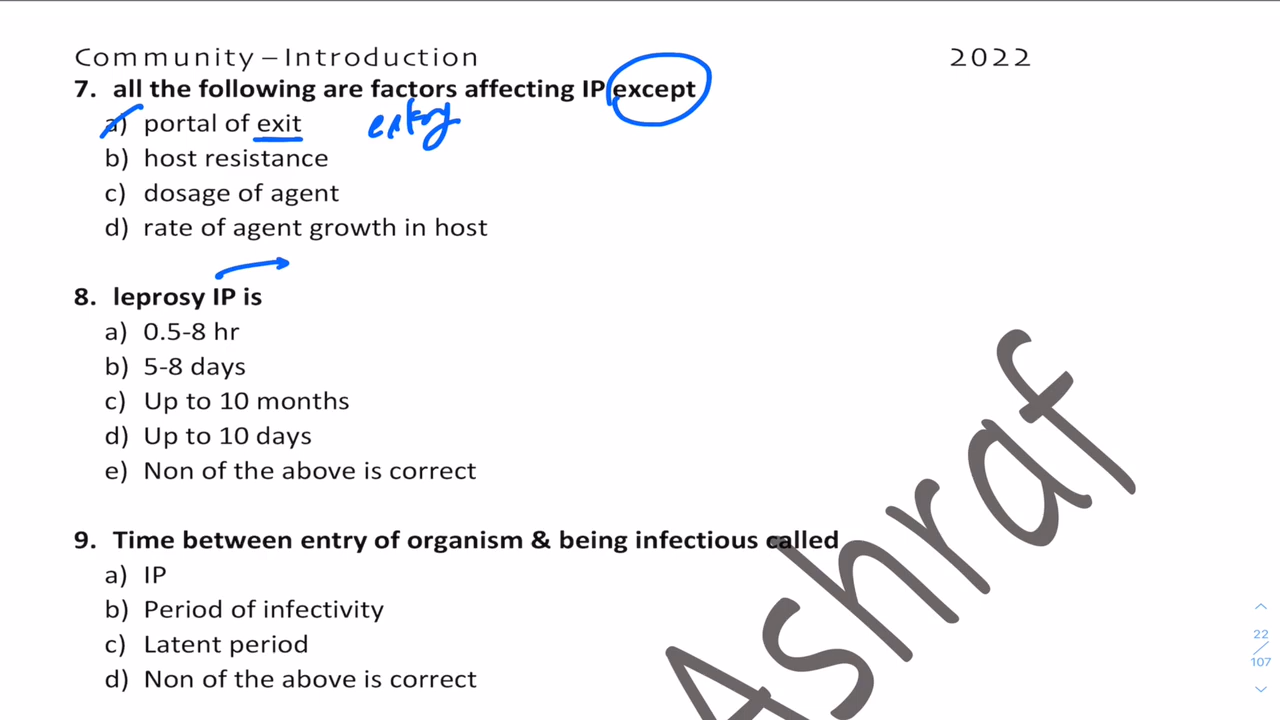 Community – Introduction 2022
7. all the following are factors affecting IP except
a) portal of exit entry
b) host resistance
c) dosage of agent
d) rate of agent growth in host
8. leprosy IP is
a) 0.5-8 hr
b) 5-8 days
c) Up to 10 months
d) Up to 10 days
e) Non of the above is correct
9. Time between entry of organism & being infectious called
a) IP
b) Period of infectivity
c) Latent period
d) Non of the above is correct
Ashraf
22
/
107